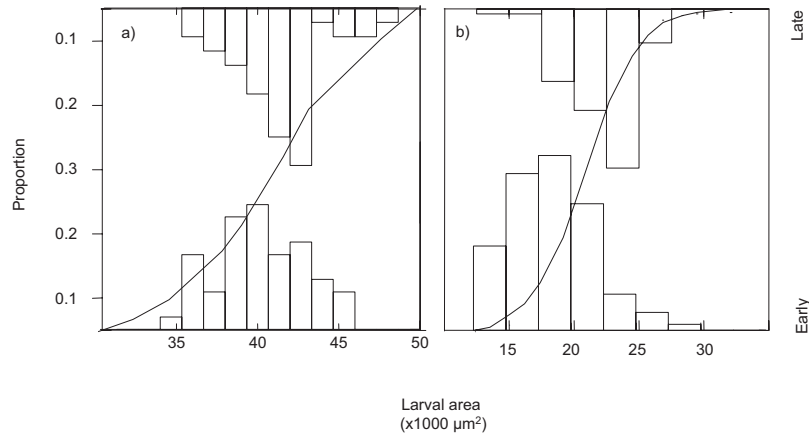 a)
b)
Late
Early
Proportion
0.1
0.2
0.3
0.2
0.1
35 40 45 50
15 20 25 30
Larval area
(x1000 µm²)